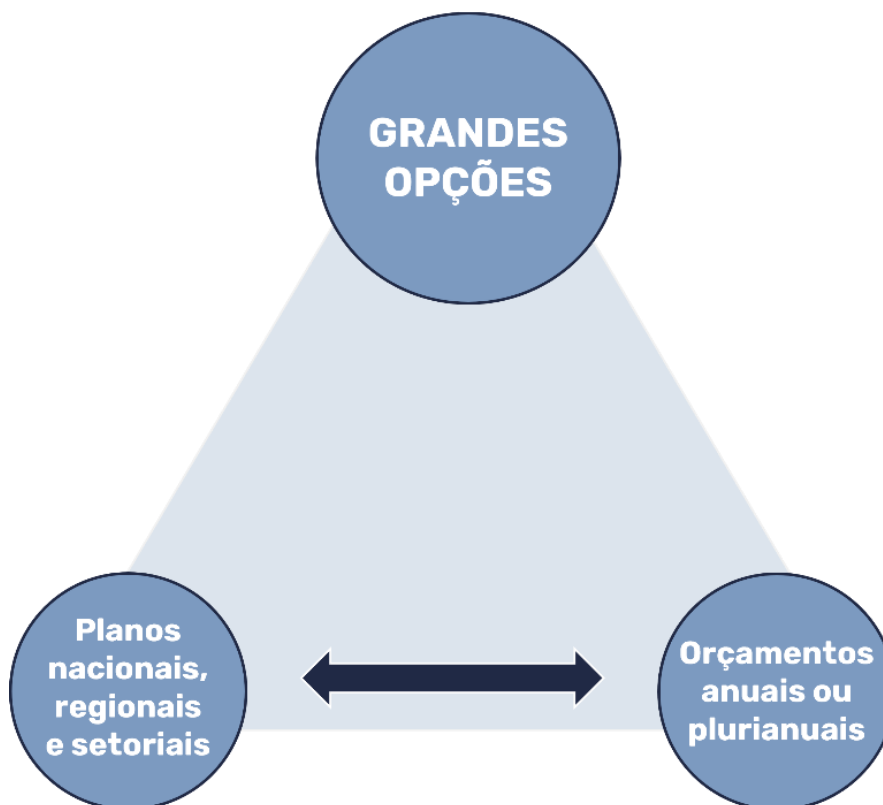 GRANDES
OPÇÕES
Planos
nacionais,
regionais
e setoriais
Orçamentos
anuais ou
plurianuais